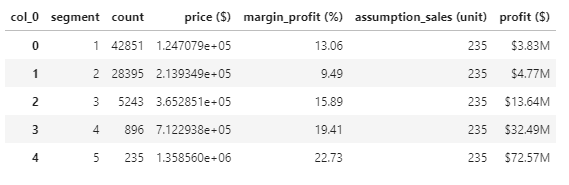 col_0 segment count price ($) margin_profit (%) assumption_sales (unit) profit ($)
0 1 42851 1.247079e+05 13.06 235 $3.83M
1 2 28395 2.139349e+05 9.49 235 $4.77M
2 3 5243 3.652851e+05 15.89 235 $13.64M
3 4 896 7.122938e+05 19.41 235 $32.49M
4 5 235 1.358560e+06 22.73 235 $72.57M